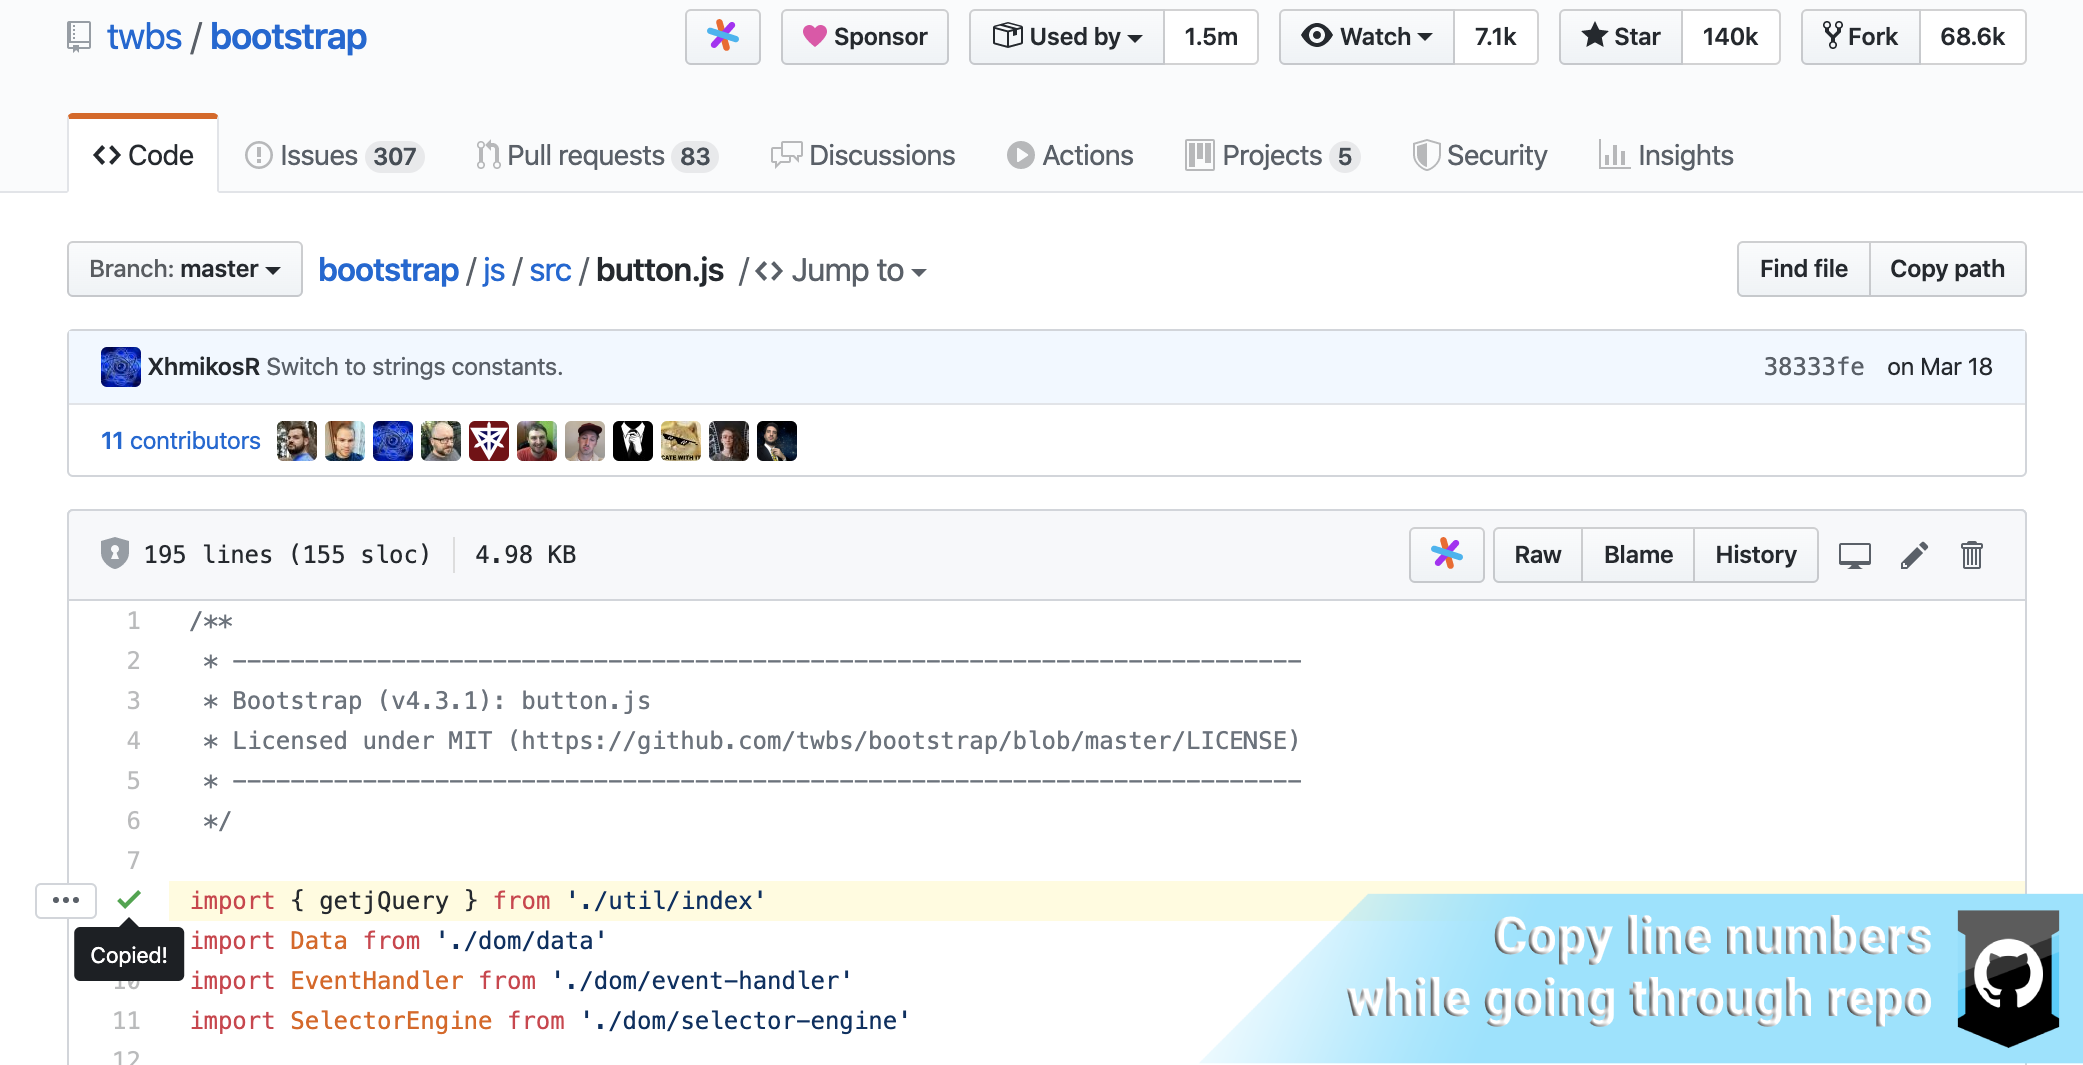 twbs / bootstrap
Sponsor
Used by 1.5m
Watch 7.1k
Star 140k
Fork 68.6k
Code
Issues 307
Pull requests 83
Discussions
Actions
Projects 5
Security
Insights
Branch: master
bootstrap / js / src / button.js / <> Jump to
Find file
Copy path
XhmikosR Switch to strings constants.
38333fe on Mar 18
11 contributors
CATE WITH
195 lines (155 sloc) | 4.98 KB
Raw
Blame
History
1 /**
2 * --------------------------------------------------------------------------
3 * Bootstrap (v4.3.1): button.js
4 * Licensed under MIT (https://github.com/twbs/bootstrap/blob/master/LICENSE)
5 * --------------------------------------------------------------------------
6 */
7
import { getjQuery } from './util/index'
Copied!
import Data from './dom/data'
10 import EventHandler from './dom/event-handler'
11 import SelectorEngine from './dom/selector-engine'
12
Copy line numbers
while going through repo